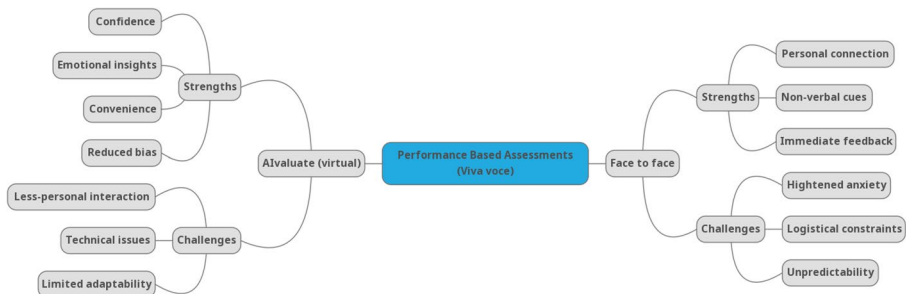 Performance Based Assessments
(Viva voce)
AIvaluate (virtual)
Strengths
Confidence
Emotional insights
Convenience
Reduced bias
Challenges
Less-personal interaction
Technical issues
Limited adaptability
Face to face
Strengths
Personal connection
Non-verbal cues
Immediate feedback
Challenges
Hightened anxiety
Logistical constraints
Unpredictability